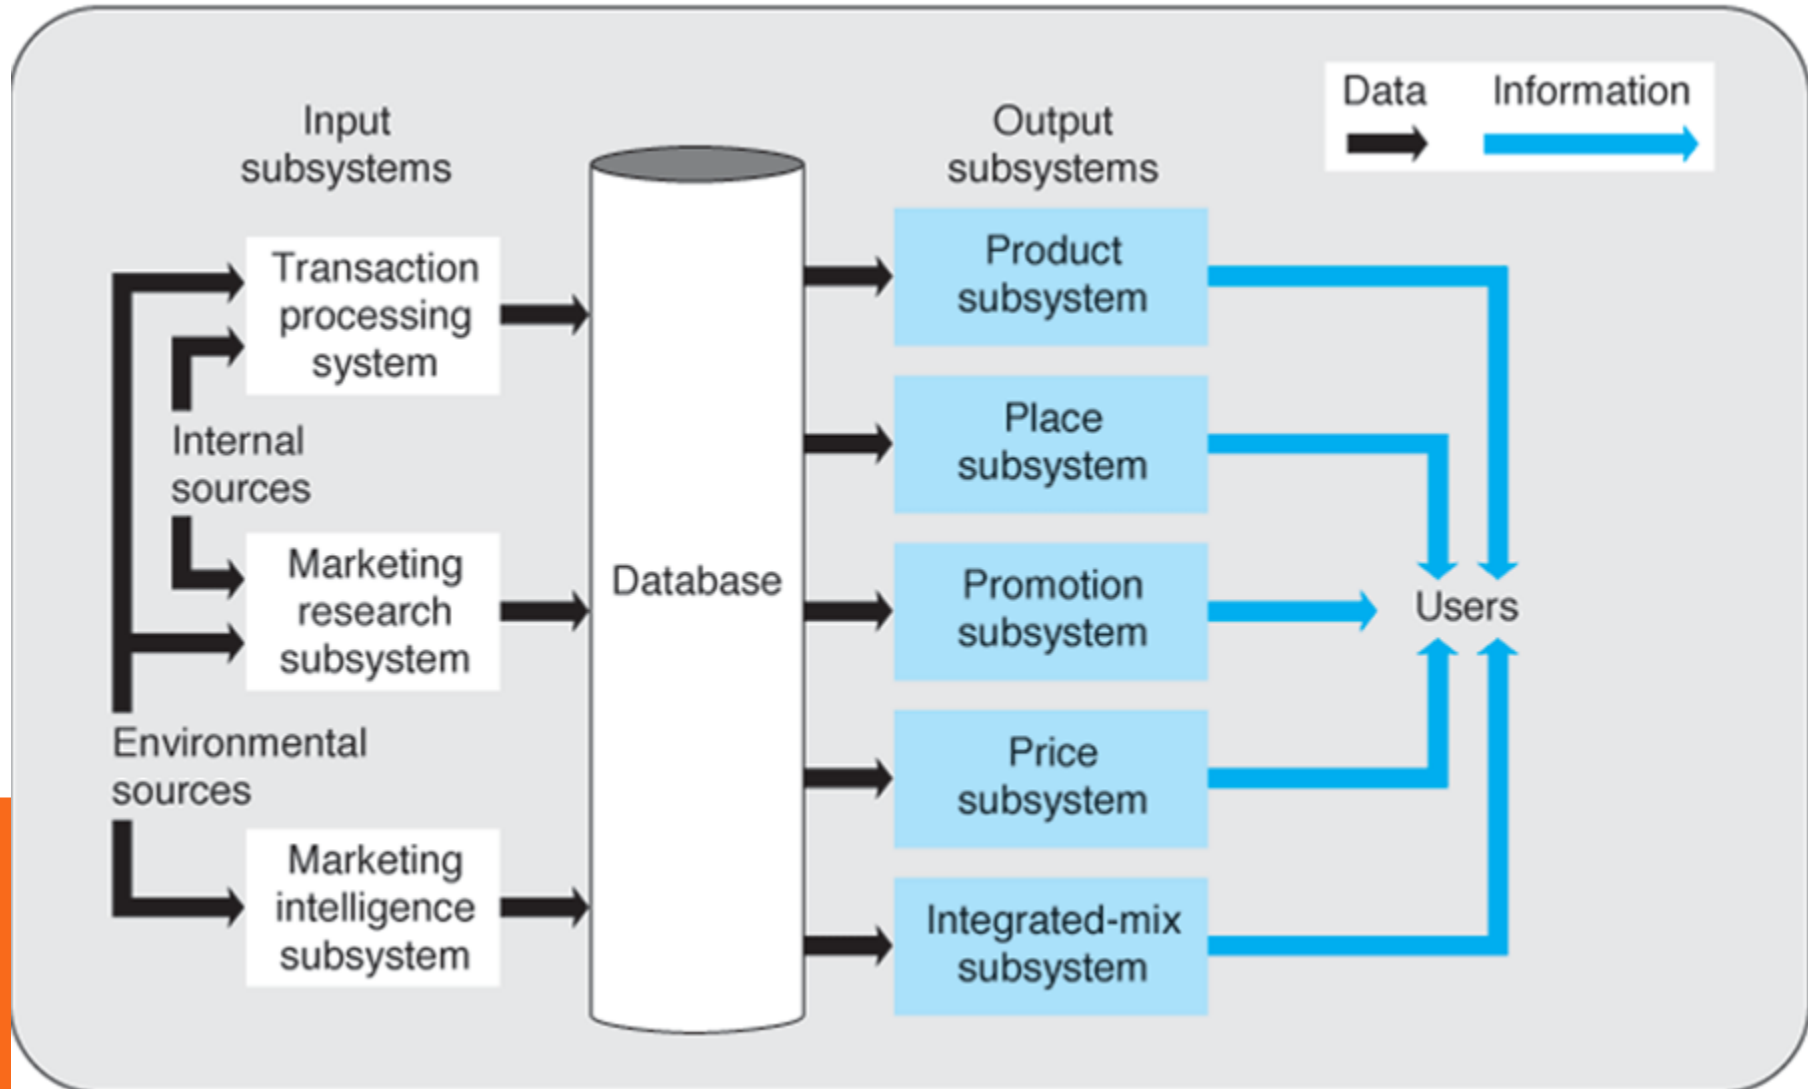 Data
Information
Input
subsystems
Output
subsystems
Transaction
processing
system
Internal
sources
Marketing
research
subsystem
Environmental
sources
Marketing
intelligence
subsystem
Database
Product
subsystem
Place
subsystem
Promotion
subsystem
Price
subsystem
Integrated-mix
subsystem
Users